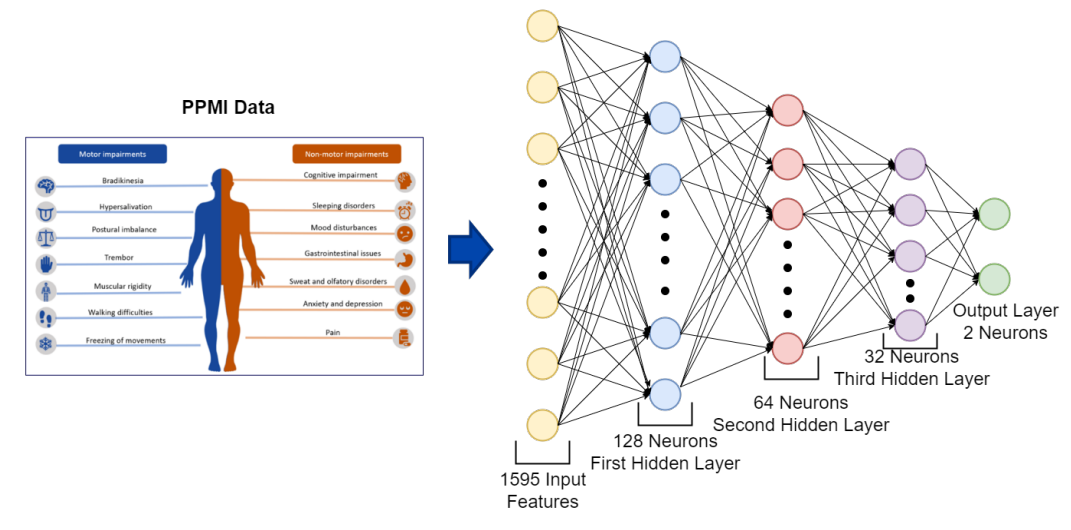 PPMI Data
Motor impairments
Non-motor impairments
Bradikinesia
Hypersalivation
Postural imbalance
Trembor
Muscular rigidity
Walking difficulties
Freezing of movements
Cognitive impairment
Sleeping disorders
Mood disturbances
Gastrointestinal issues
Sweat and olfatory disorders
Anxiety and depression
Pain
1595 Input
Features
128 Neurons
First Hidden Layer
64 Neurons
Second Hidden Layer
32 Neurons
Third Hidden Layer
Output Layer
2 Neurons